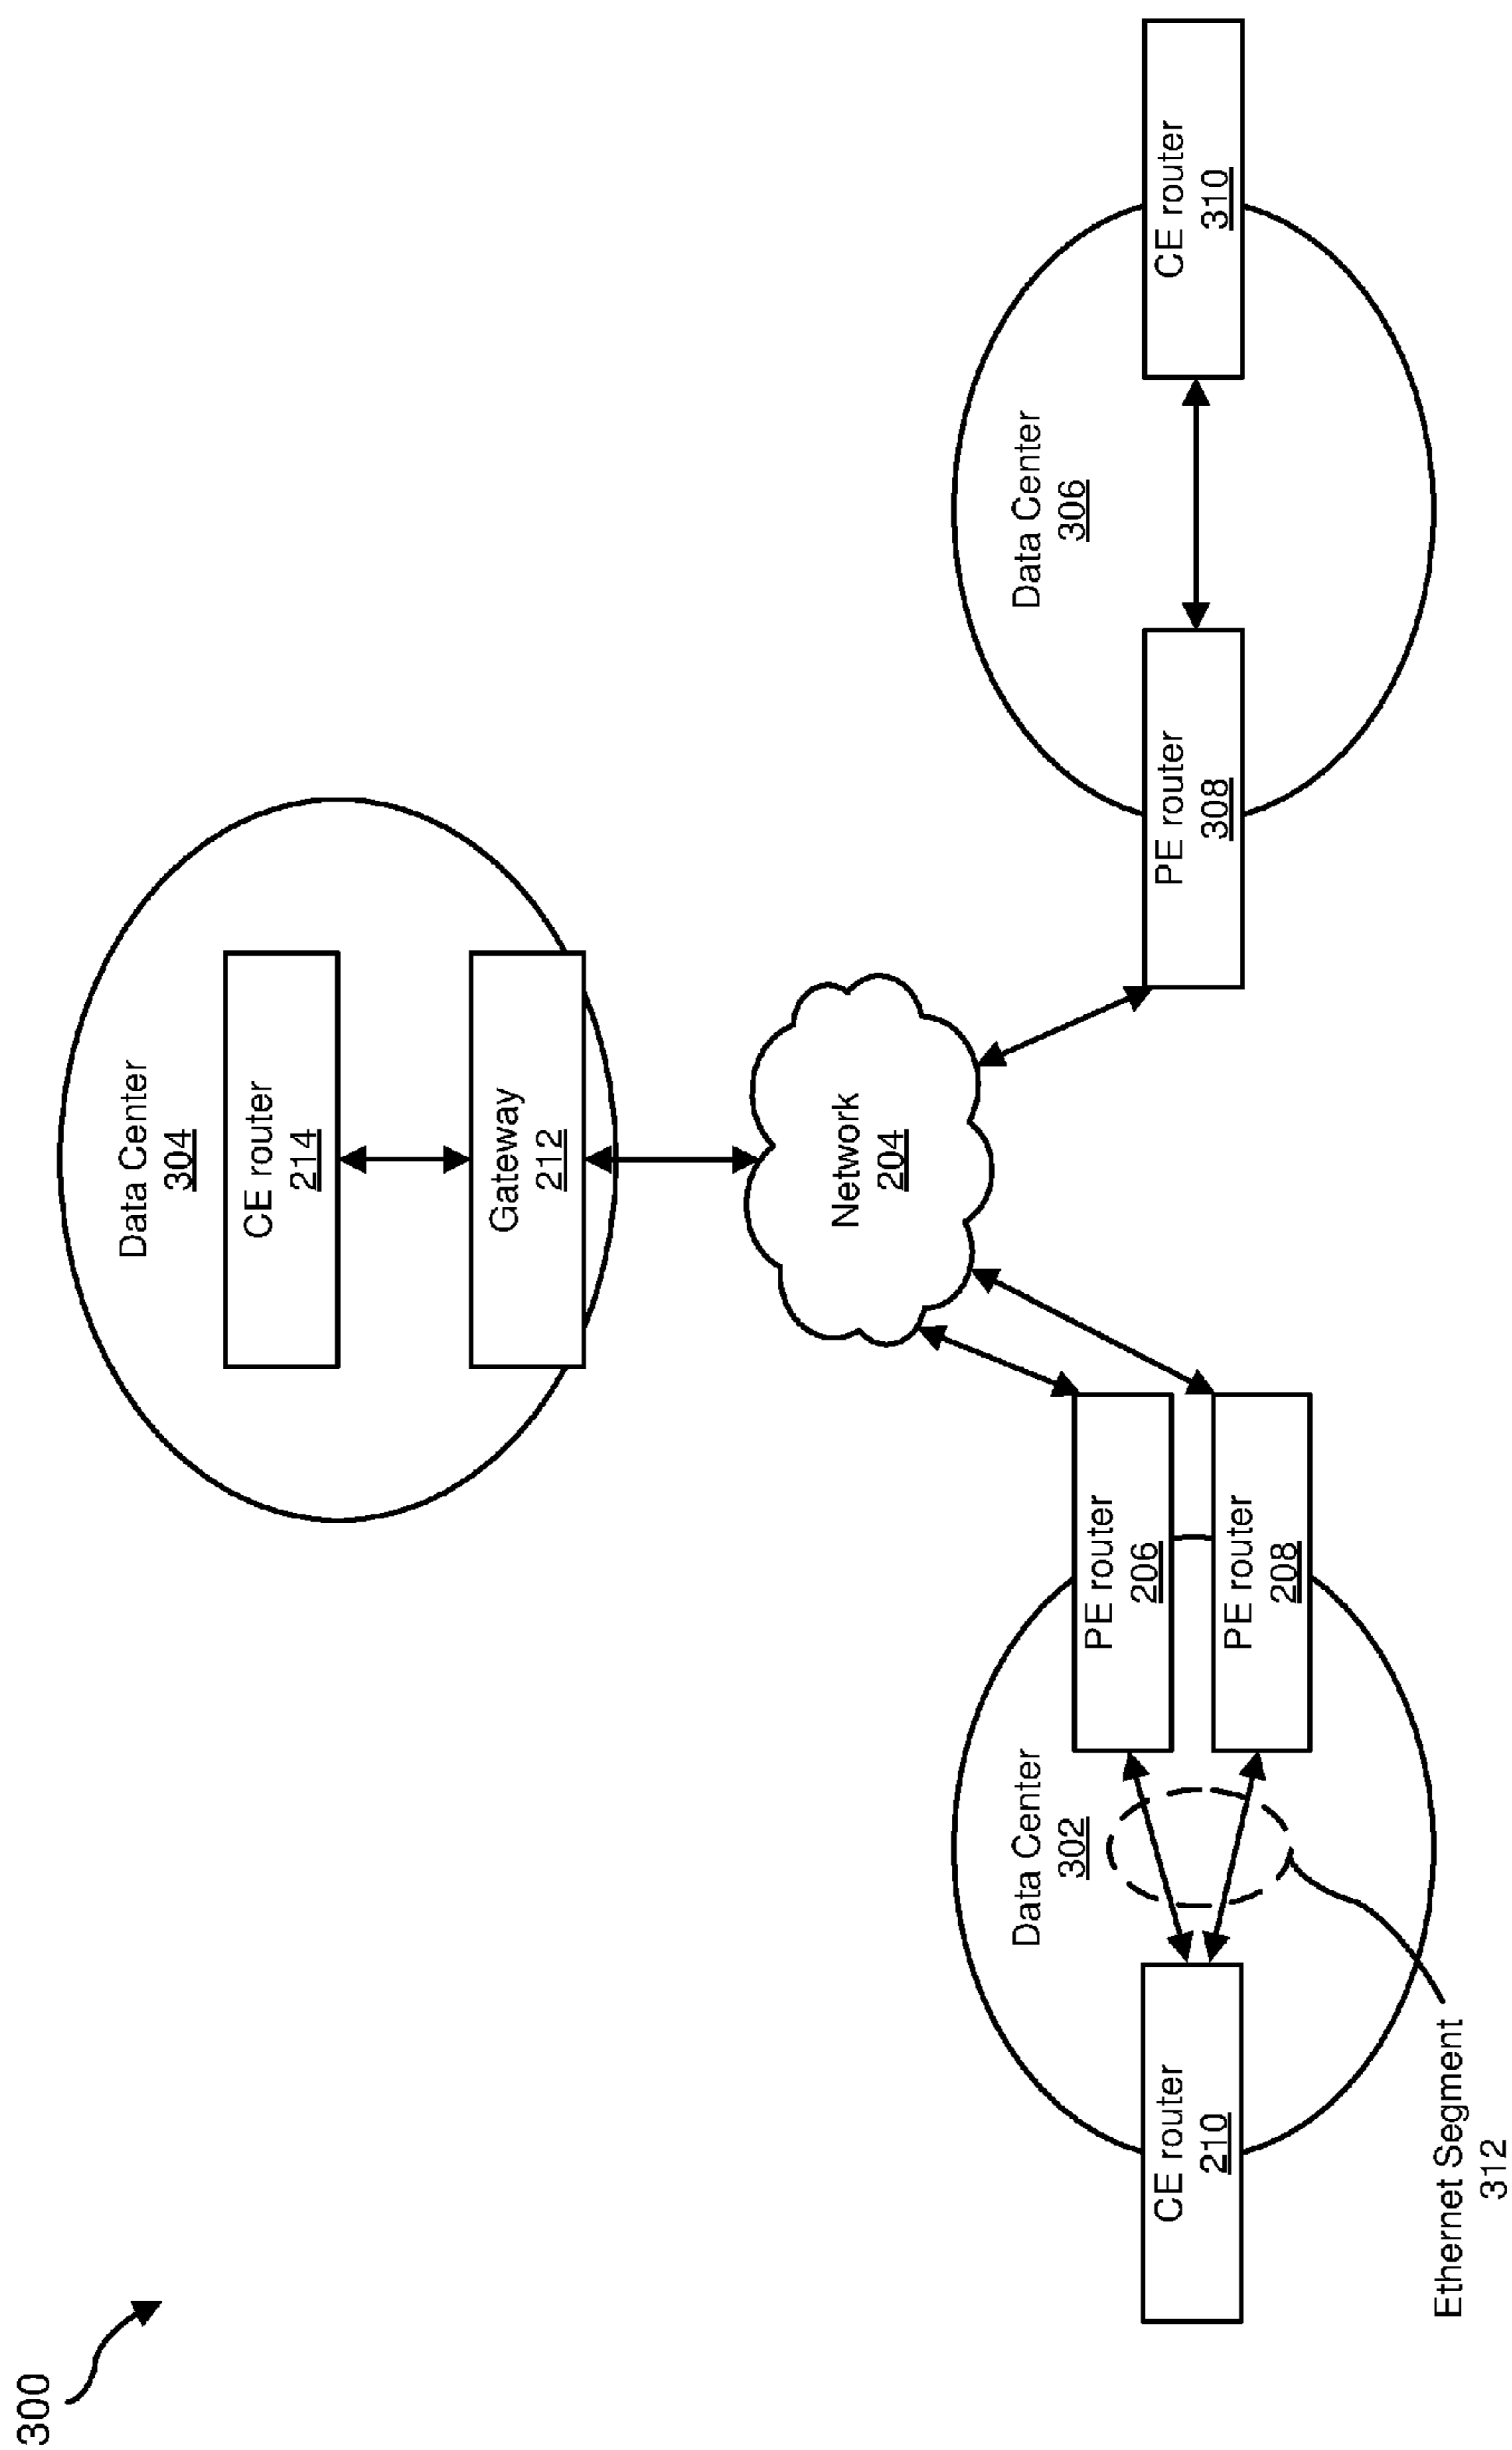 300
Data Center
304
CE router
214
Gateway
212
Network
204
Data Center
302
CE router
210
PE router
206
PE router
208
Ethernet Segment
312
Data Center
306
PE router
308
CE router
310